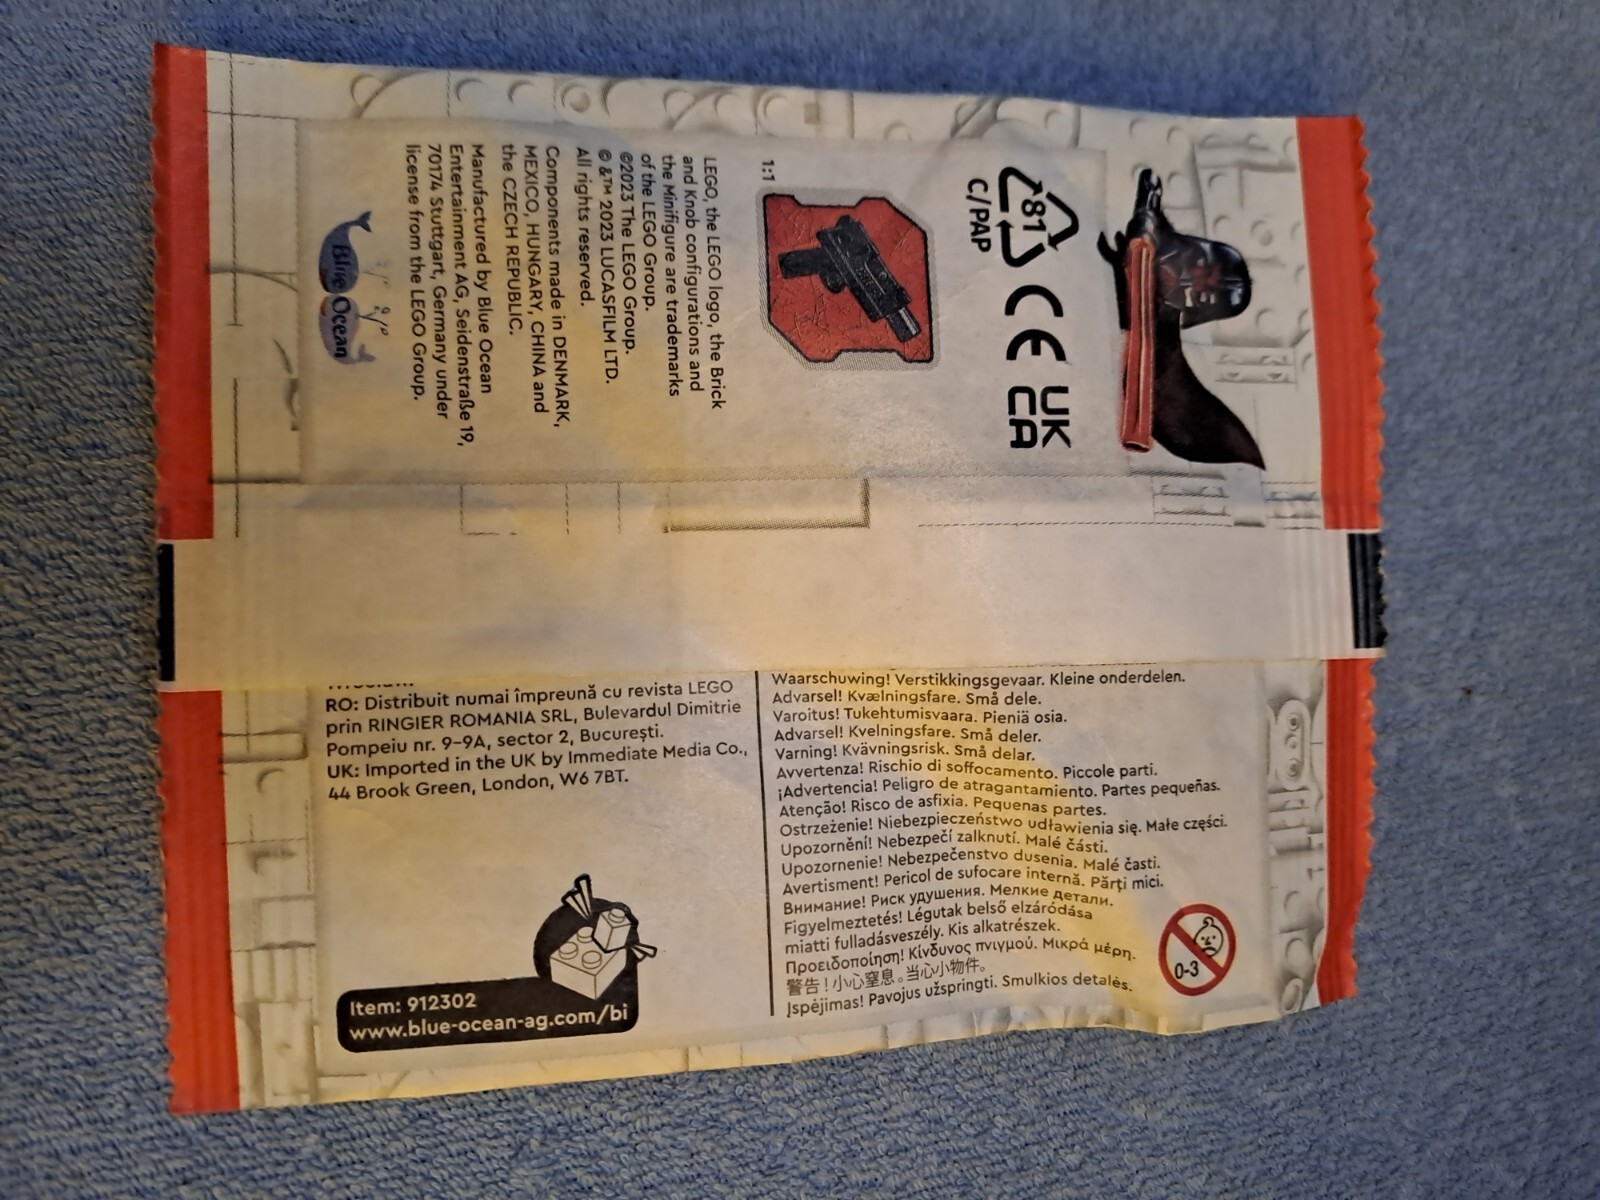 81
C/PAP
CE
UK
CA
1:1
LEGO, the LEGO logo, the Brick
and Knob configurations and
the Minifigure are trademarks
of the LEGO Group.
©2023 The LEGO Group.
© &™ 2023 LUCASFILM LTD.
All rights reserved.
Components made in DENMARK,
MEXICO, HUNGARY, CHINA and
the CZECH REPUBLIC.
Manufactured by Blue Ocean
Entertainment AG, Seidenstraße 19,
70174 Stuttgart, Germany under
license from the LEGO Group.
Blue Ocean
RO: Distribuit numai împreună cu revista LEGO
prin RINGIER ROMANIA SRL, Bulevardul Dimitrie
Pompeiu nr. 9-9A, sector 2, Bucureşti.
UK: Imported in the UK by Immediate Media Co.,
44 Brook Green, London, W6 7BT.
Item: 912302
www.blue-ocean-ag.com/bi
Waarschuwing! Verstikkingsgevaar. Kleine onderdelen.
Advarsel! Kvælningsfare. Små dele.
Varoitus! Tukehtumisvaara. Pieniä osia.
Advarsel! Kvelningsfare. Små deler.
Varning! Kvävningsrisk. Små delar.
Avvertenza! Rischio di soffocamento. Piccole parti.
¡Advertencia! Peligro de atragantamiento. Partes pequeñas.
Atenção! Risco de asfixia. Pequenas partes.
Ostrzeżenie! Niebezpieczeństwo udławienia się. Małe części.
Upozornění! Nebezpečí zalknutí. Malé části.
Upozornenie! Nebezpečenstvo dusenia. Malé časti.
Avertisment! Pericol de sufocare internă. Părţi mici.
Внимание! Риск удушения. Мелкие детали.
Figyelmeztetés! Légutak belső elzáródása
miatti fulladásveszély. Kis alkatrészek.
Προειδοποίηση! Κίνδυνος πνιγμού. Μικρά μέρη.
警告！小心窒息。当心小物件。
Įspėjimas! Pavojus užspringti. Smulkios detalės.
0-3